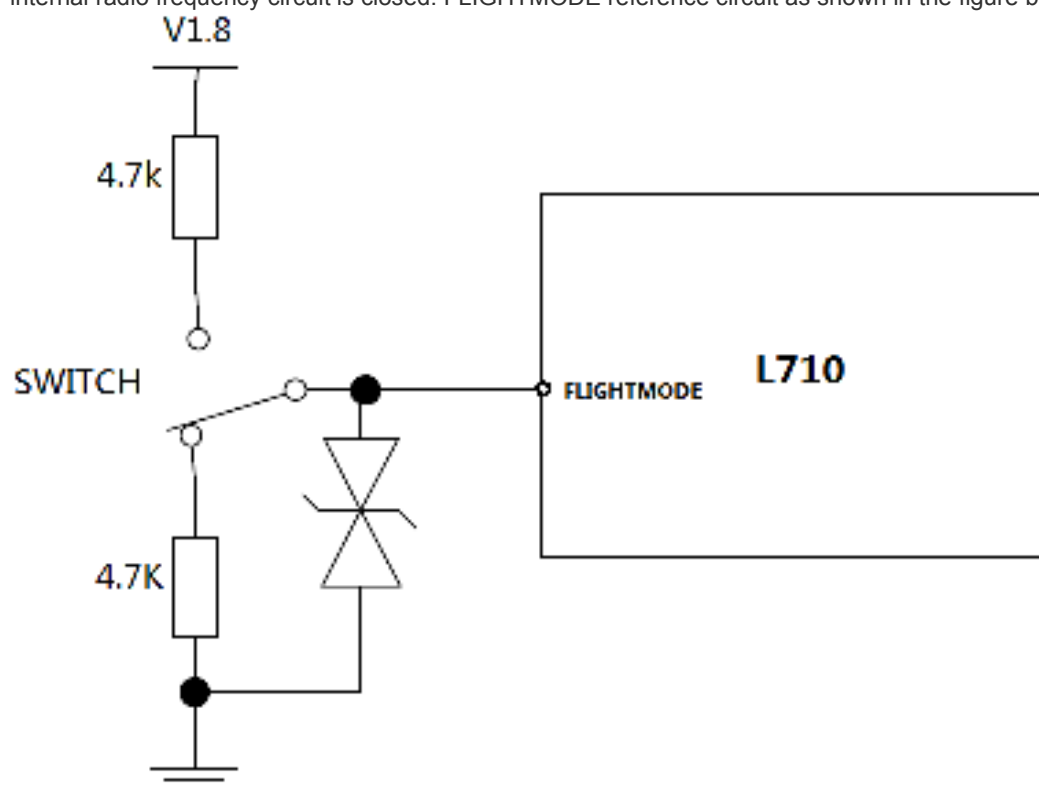 internal radio frequency circuit is closed. FLIGHTMODE reference circuit as shown in the figure b
V1.8
4.7k
SWITCH
FLIGHTMODE
L710
4.7K